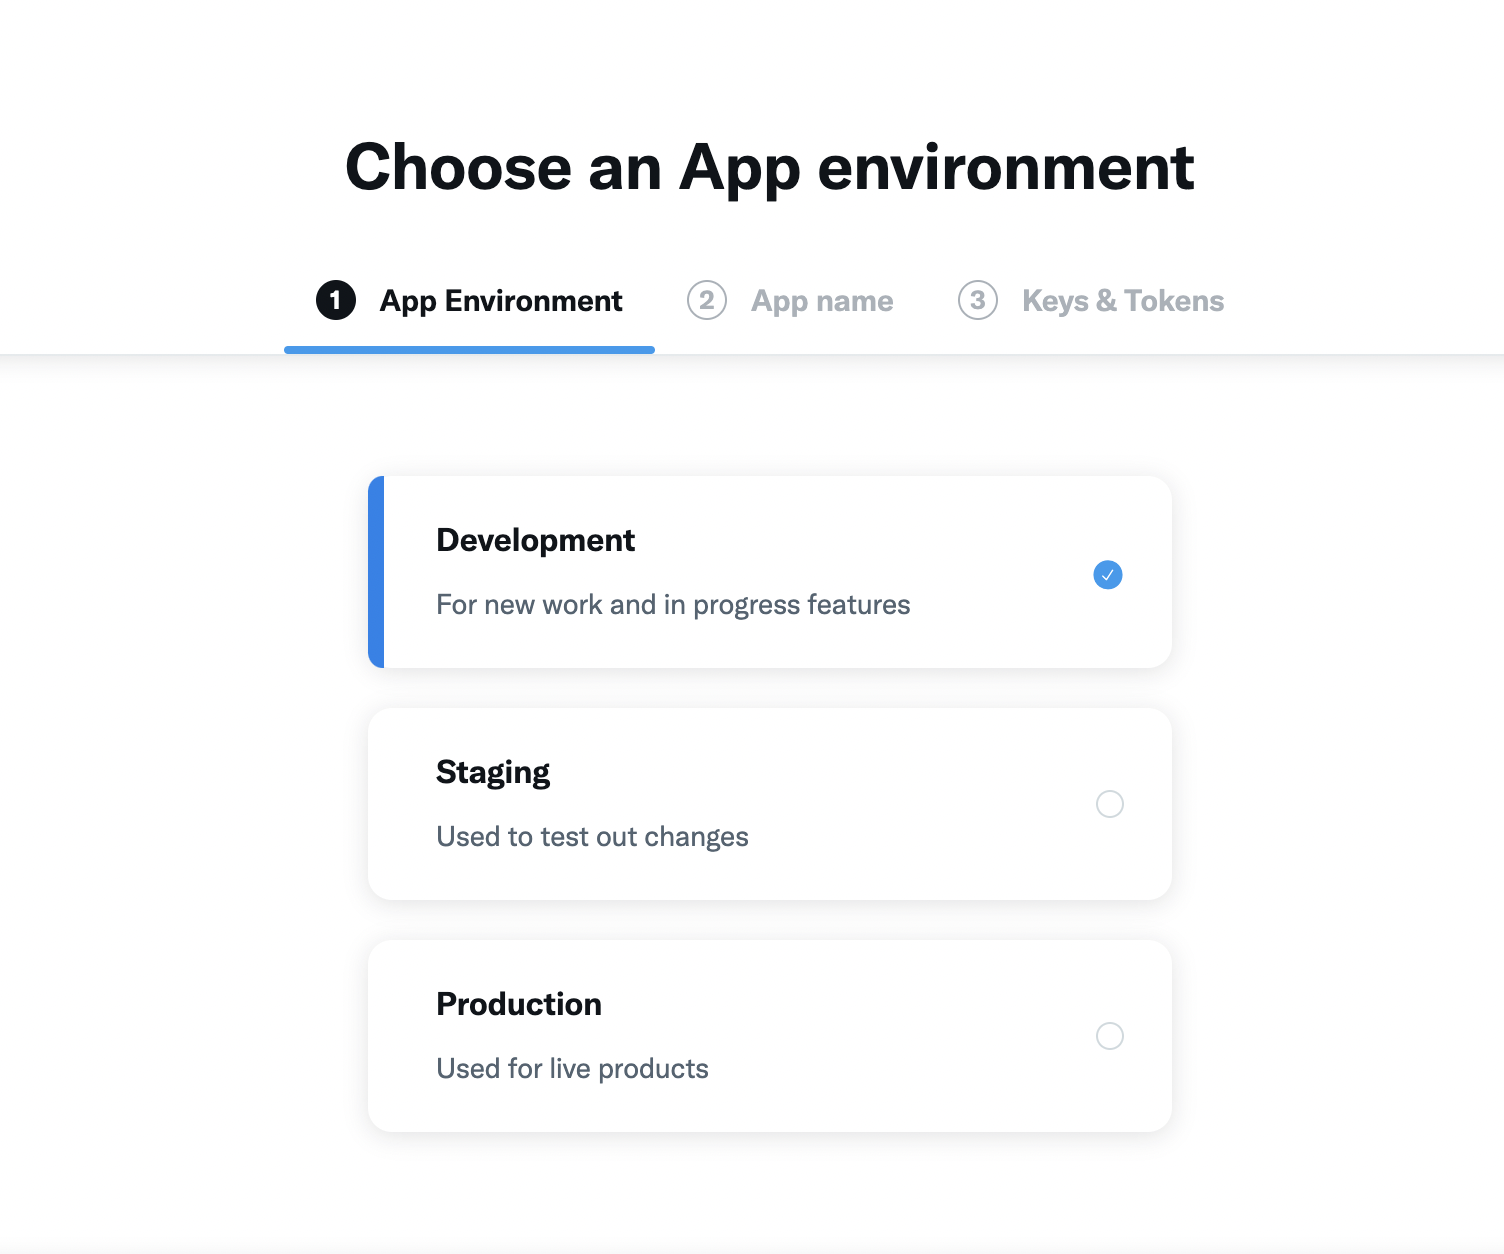 Choose an App environment
1 App Environment 2 App name 3 Keys & Tokens
Development
For new work and in progress features
Staging
Used to test out changes
Production
Used for live products